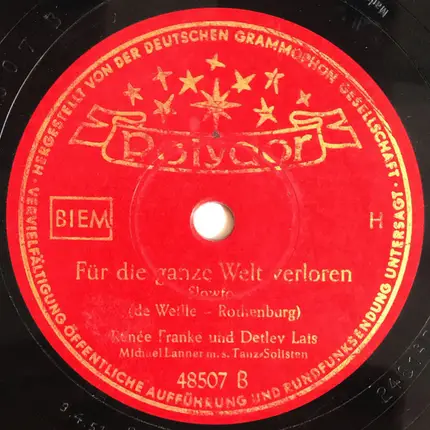 HERGESTELLT VON DER DEUTSCHEN GRAMMOPHON GESELLSCHAFT · VERVIELFÄLTIGUNG ÖFFENTLICHE AUFFÜHRUNG UND RUNDFUNKSENDUNG UNTERSAGT ·
Polydor
BIEM
H
Für die ganze Welt verloren
(de Weille - Rothenburg)
Renée Franke und Detlev Lais
Michael Lanner m. s. Tanz-Solisten
48507 B